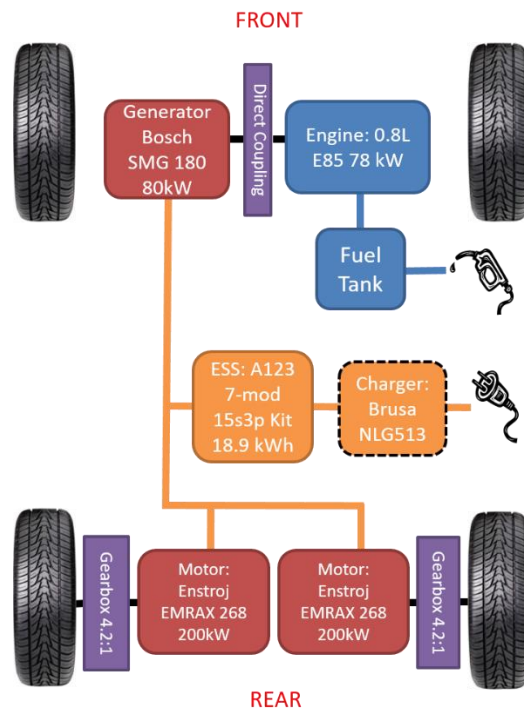 FRONT
Generator
Bosch
SMG 180
80kW
Direct Coupling
Engine: 0.8L
E85 78 kW
Fuel
Tank
ESS: A123
7-mod
15s3p Kit
18.9 kWh
Charger:
Brusa
NLG513
Gearbox 4.2:1
Motor:
Enstroj
EMRAX 268
200kW
Motor:
Enstroj
EMRAX 268
200kW
Gearbox 4.2:1
REAR